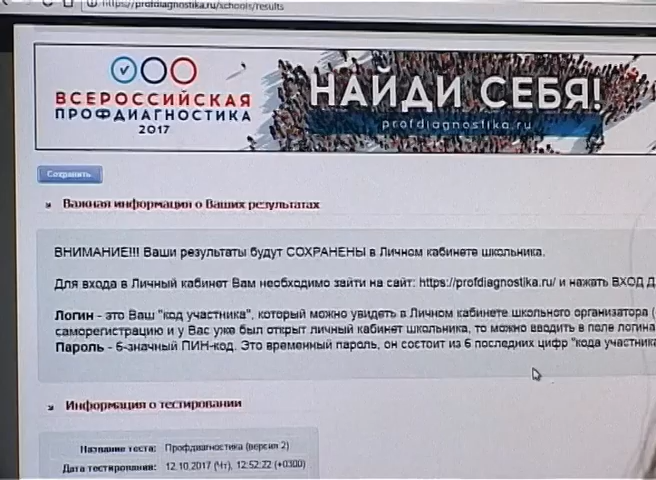 https://profdiagnostika.ru/schools/results
ВСЕРОССИЙСКАЯ
ПРОФДИАГНОСТИКА
2017
НАЙДИ СЕБЯ!
profdiagnostika.ru
Сохранить
Важная информация о Ваших результатах
ВНИМАНИЕ!!! Ваши результаты будут СОХРАНЕНЫ в Личном кабинете школьника.
Для входа в Личный кабинет Вам необходимо зайти на сайт: https://profdiagnostika.ru/ и нажать ВХОД Д
Логин - это Ваш "код участника", который можно увидеть в Личном кабинете школьного организатора (
саморегистрацию и у Вас уже был открыт личный кабинет школьника, то можно вводить в поле логина
Пароль - 6-значный ПИН-код. Это временный пароль, он состоит из 6 последних цифр "кода участника
Информация о тестировании
Название теста: Профдиагностика (версия 2)
Дата тестирования: 12.10.2017 (Чт), 12:52:22 (+0300)